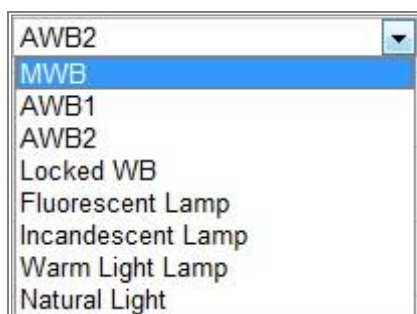 AWB2
MWB
AWB1
AWB2
Locked WB
Fluorescent Lamp
Incandescent Lamp
Warm Light Lamp
Natural Light